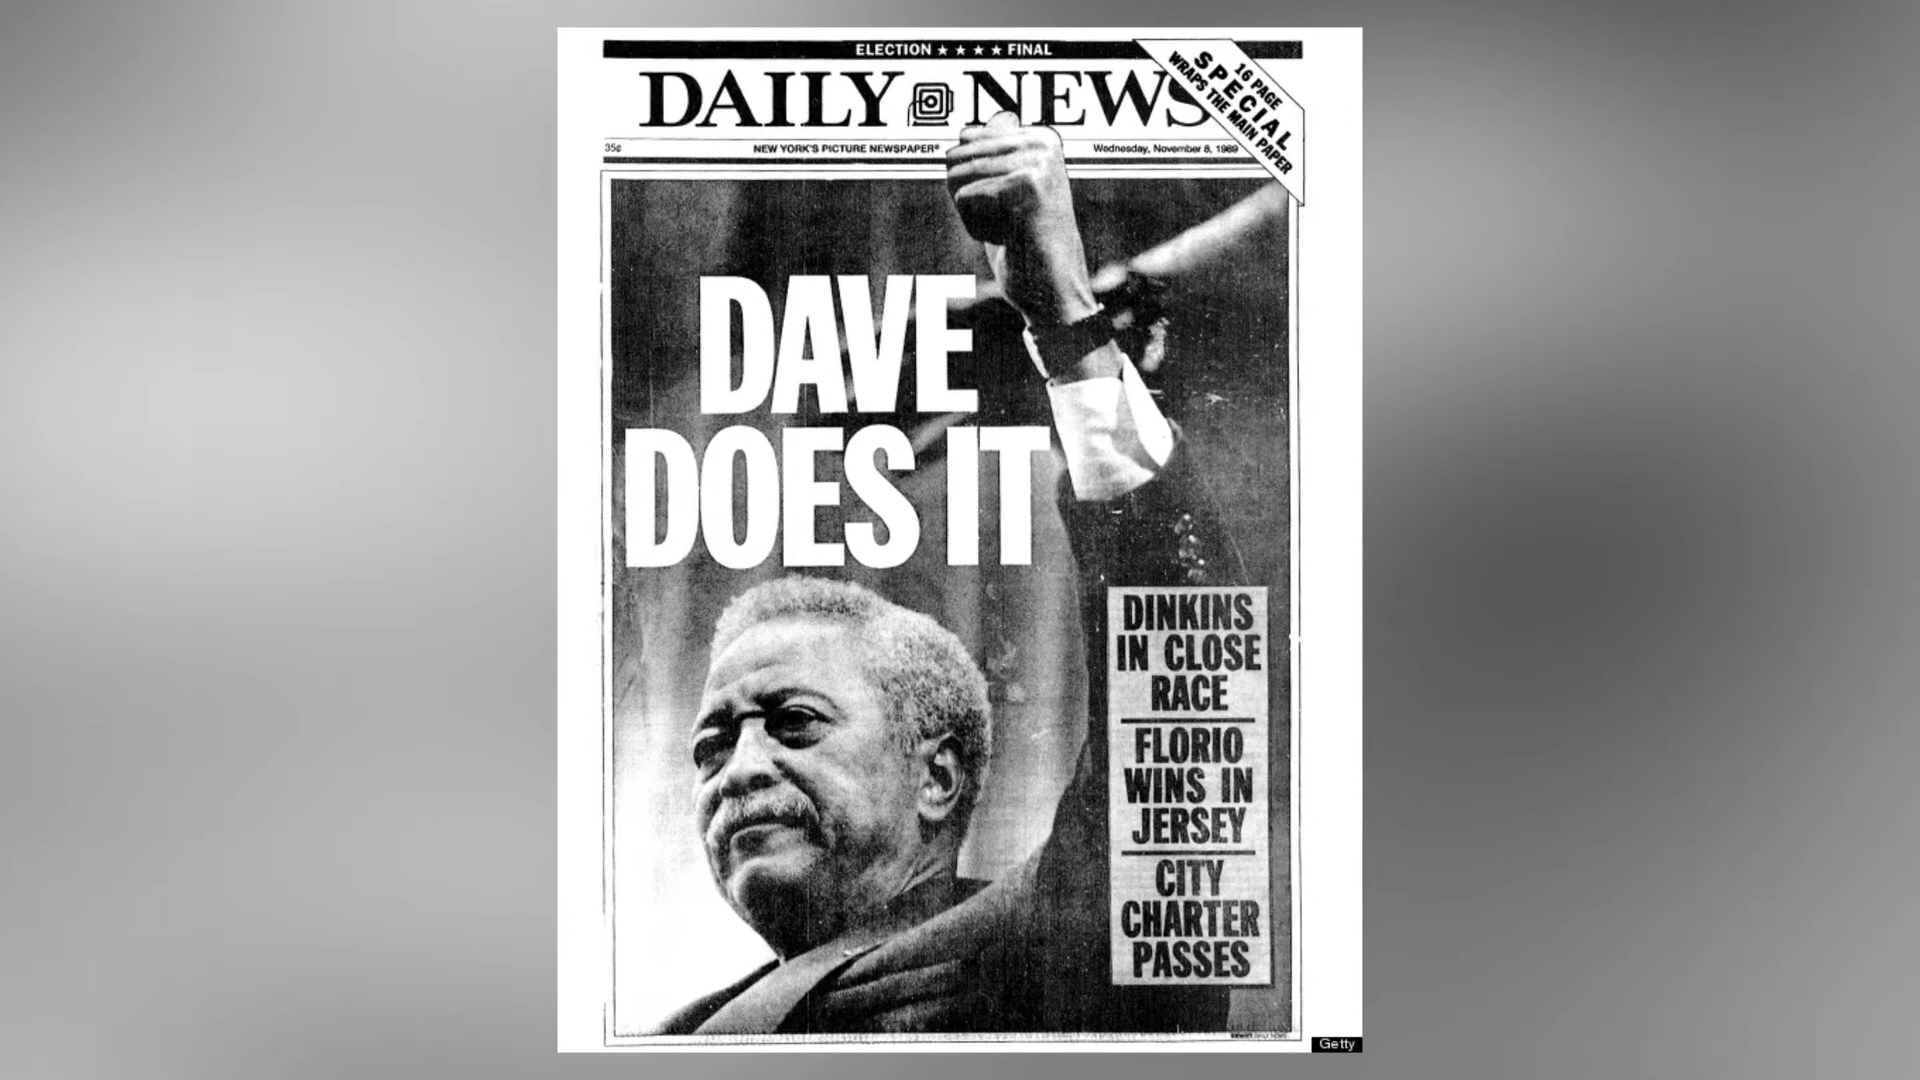 ELECTION ★ ★ ★ ★ FINAL
DAILY NEWS
16 PAGE
SPECIAL
WRAPS THE MAIN PAPER
35¢
NEW YORK'S PICTURE NEWSPAPER®
Wednesday, November 8, 1989
DAVE
DOES IT
DINKINS
IN CLOSE
RACE
FLORIO
WINS IN
JERSEY
CITY
CHARTER
PASSES
Getty